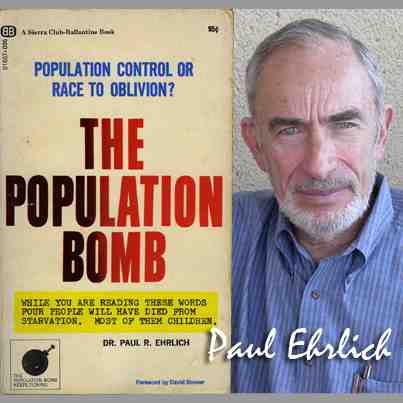 A Sierra Club-Ballantine Book
95¢
POPULATION CONTROL OR
RACE TO OBLIVION?
THE
POPULATION
BOMB
WHILE YOU ARE READING THESE WORDS
FOUR PEOPLE WILL HAVE DIED FROM
STARVATION. MOST OF THEM CHILDREN.
DR. PAUL R. EHRLICH
THE
POPULATION BOMB
KEEPS TICKING
Foreword by David Brower
Paul Ehrlich